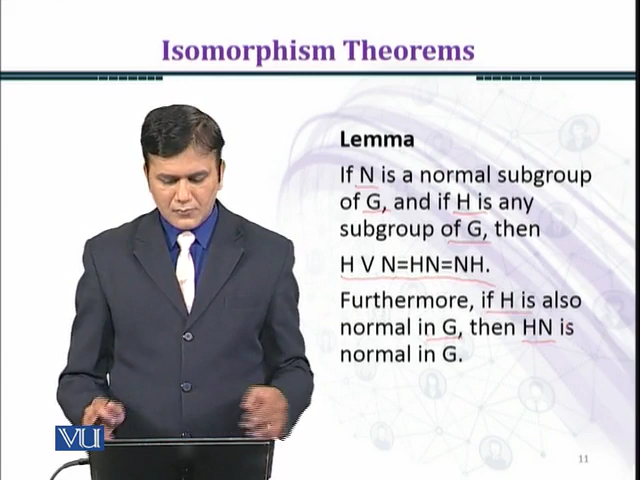 Isomorphism Theorems
Lemma
If N is a normal subgroup
of G, and if H is any
subgroup of G, then
H V N=HN=NH.
Furthermore, if H is also
normal in G, then HN is
normal in G.
VU
11